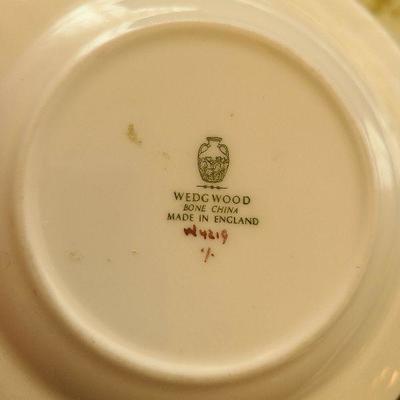 WEDGWOOD
BONE CHINA
MADE IN ENGLAND
W4219